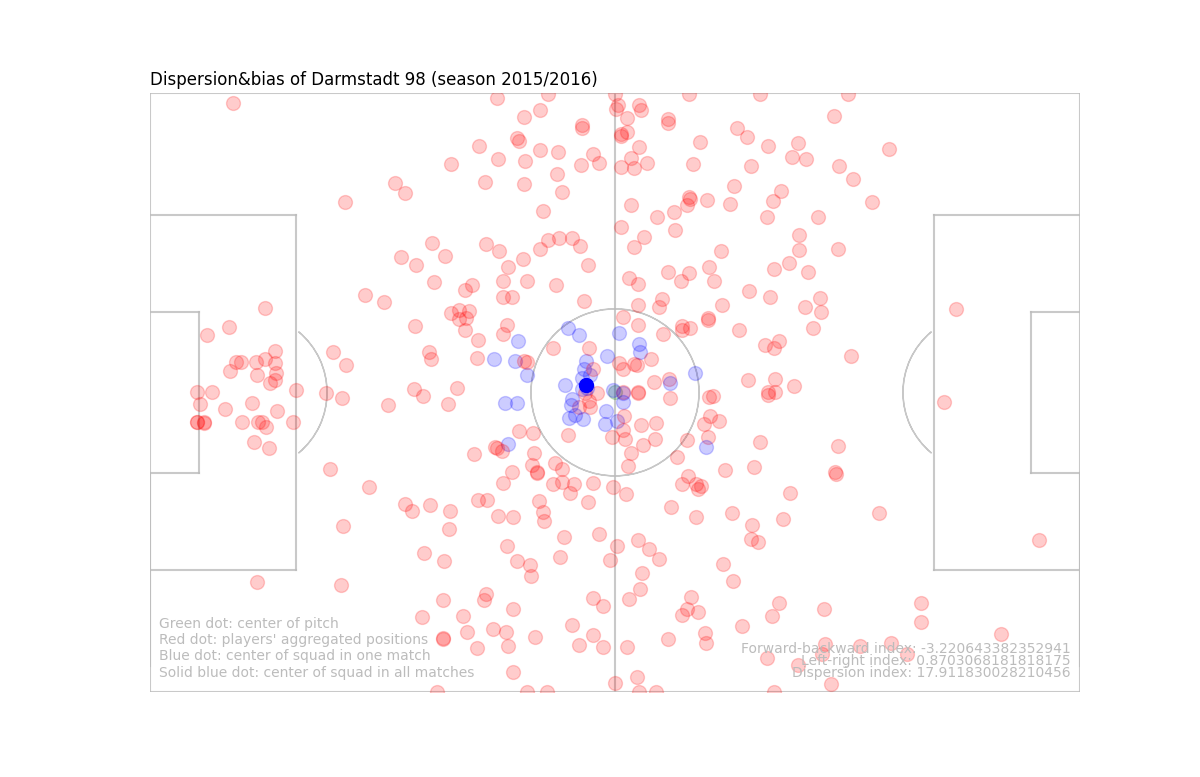 Dispersion&bias of Darmstadt 98 (season 2015/2016)
Green dot: center of pitch
Red dot: players' aggregated positions
Blue dot: center of squad in one match
Solid blue dot: center of squad in all matches
Forward-backward index: -3.220643382352941
Left-right index: 0.8703068181818175
Dispersion index: 17.911830028210456